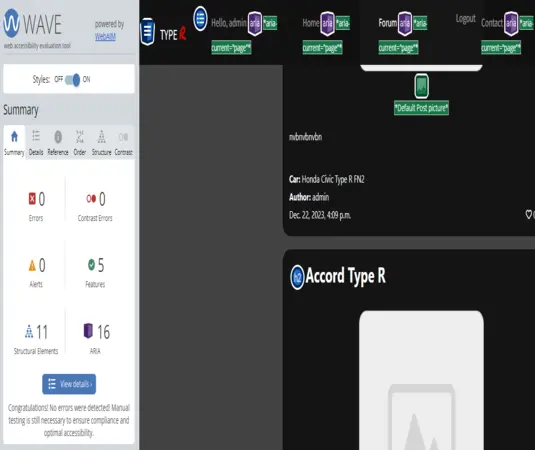 WAVE
web accessibility evaluation tool
powered by
WebAIM
Styles: OFF ON
Summary
Summary Details Reference Order Structure Contrast
0 0
Errors Contrast Errors
0 5
Alerts Features
11 16
Structural Elements ARIA
View details ›
Congratulations! No errors were detected! Manual
testing is still necessary to ensure compliance and
optimal accessibility.
TYPE R
Hello, admin aria *aria-
current="page"*
Home aria *aria-
current="page"*
Forum aria *aria-
current="page"*
Logout
Contact aria *aria-
current="page"*
*Default Post picture*
nvbnvbnvbn
Car: Honda Civic Type R FN2
Author: admin
Dec. 22, 2023, 4:09 p.m.
h2 Accord Type R